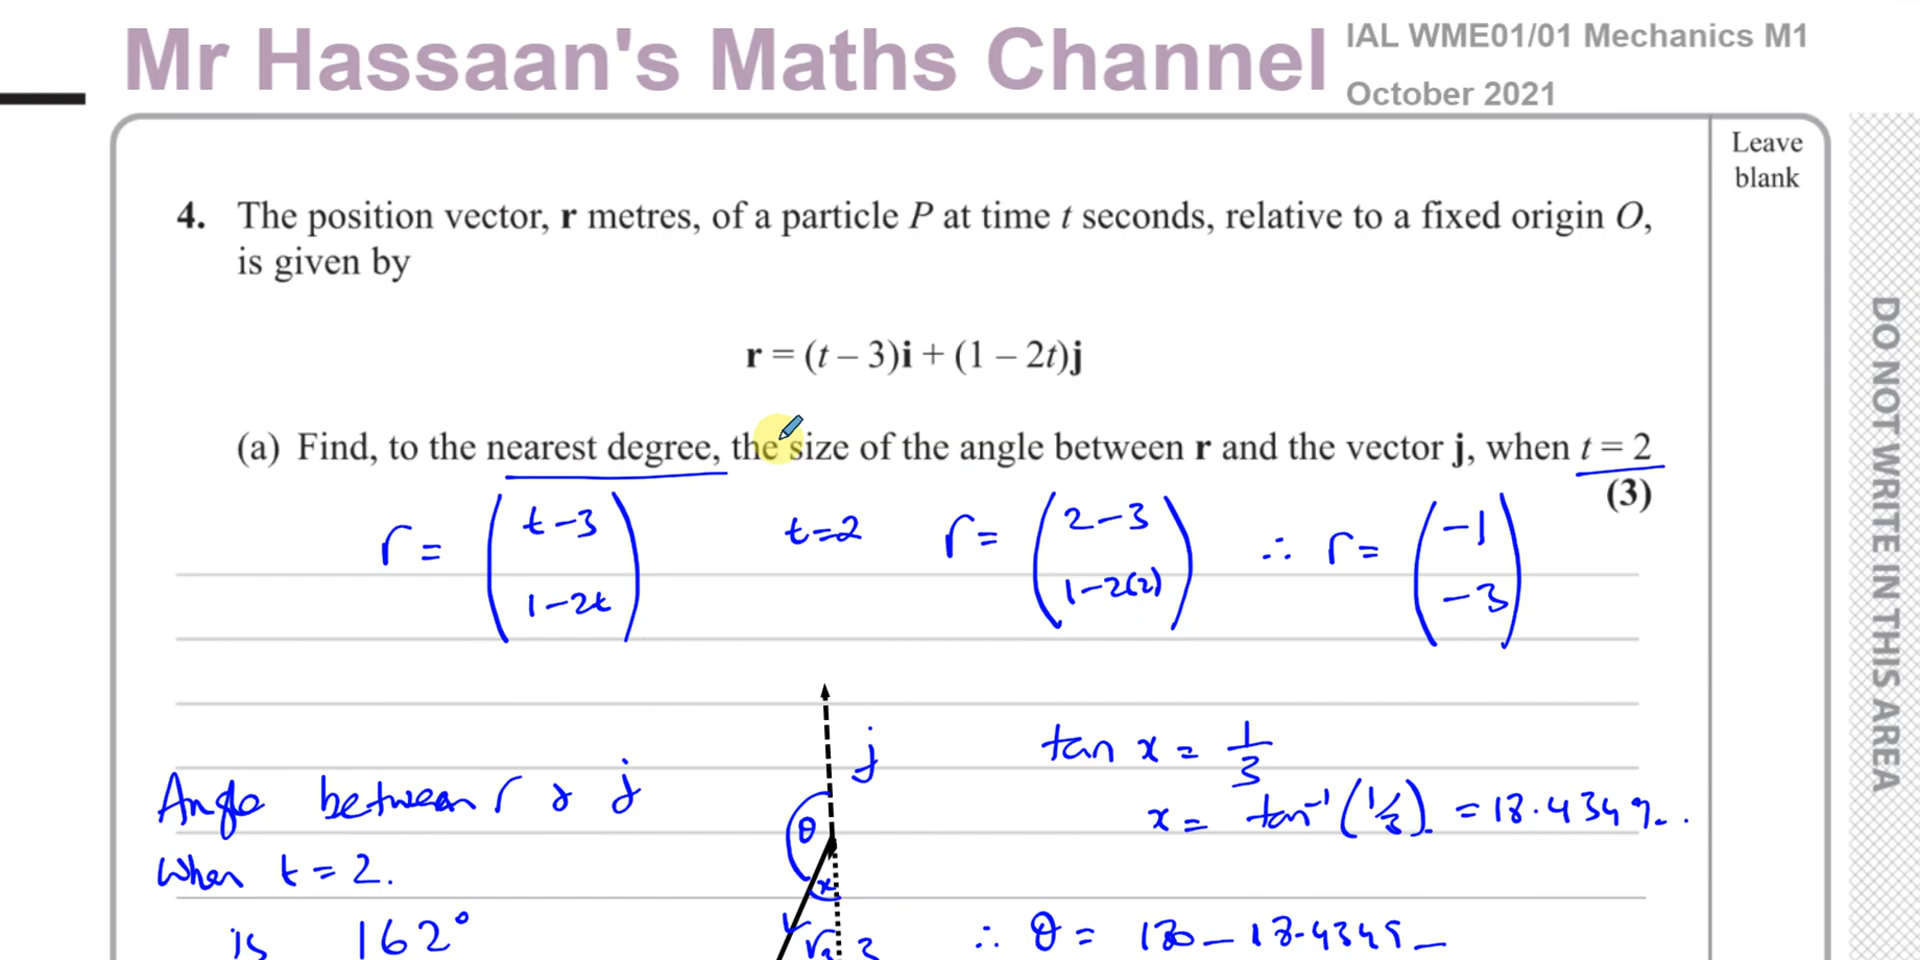 Mr Hassaan's Maths Channel
IAL WME01/01 Mechanics M1
October 2021
Leave
blank
4. The position vector, r metres, of a particle P at time t seconds, relative to a fixed origin O,
is given by
r = (t – 3)i + (1 – 2t)j
(a) Find, to the nearest degree, the size of the angle between r and the vector j, when t = 2
(3)
r = (t-3 1-2t) t=2 r = (2-3 1-2(2)) ∴ r = (-1 -3)
j
tan x = 1/3
Angle between r & j
θ
x = tan⁻¹(1/3) = 18.4349...
When t = 2.
x
is 162°
3
∴ θ = 180 - 18.4349 -
DO NOT WRITE IN THIS AREA